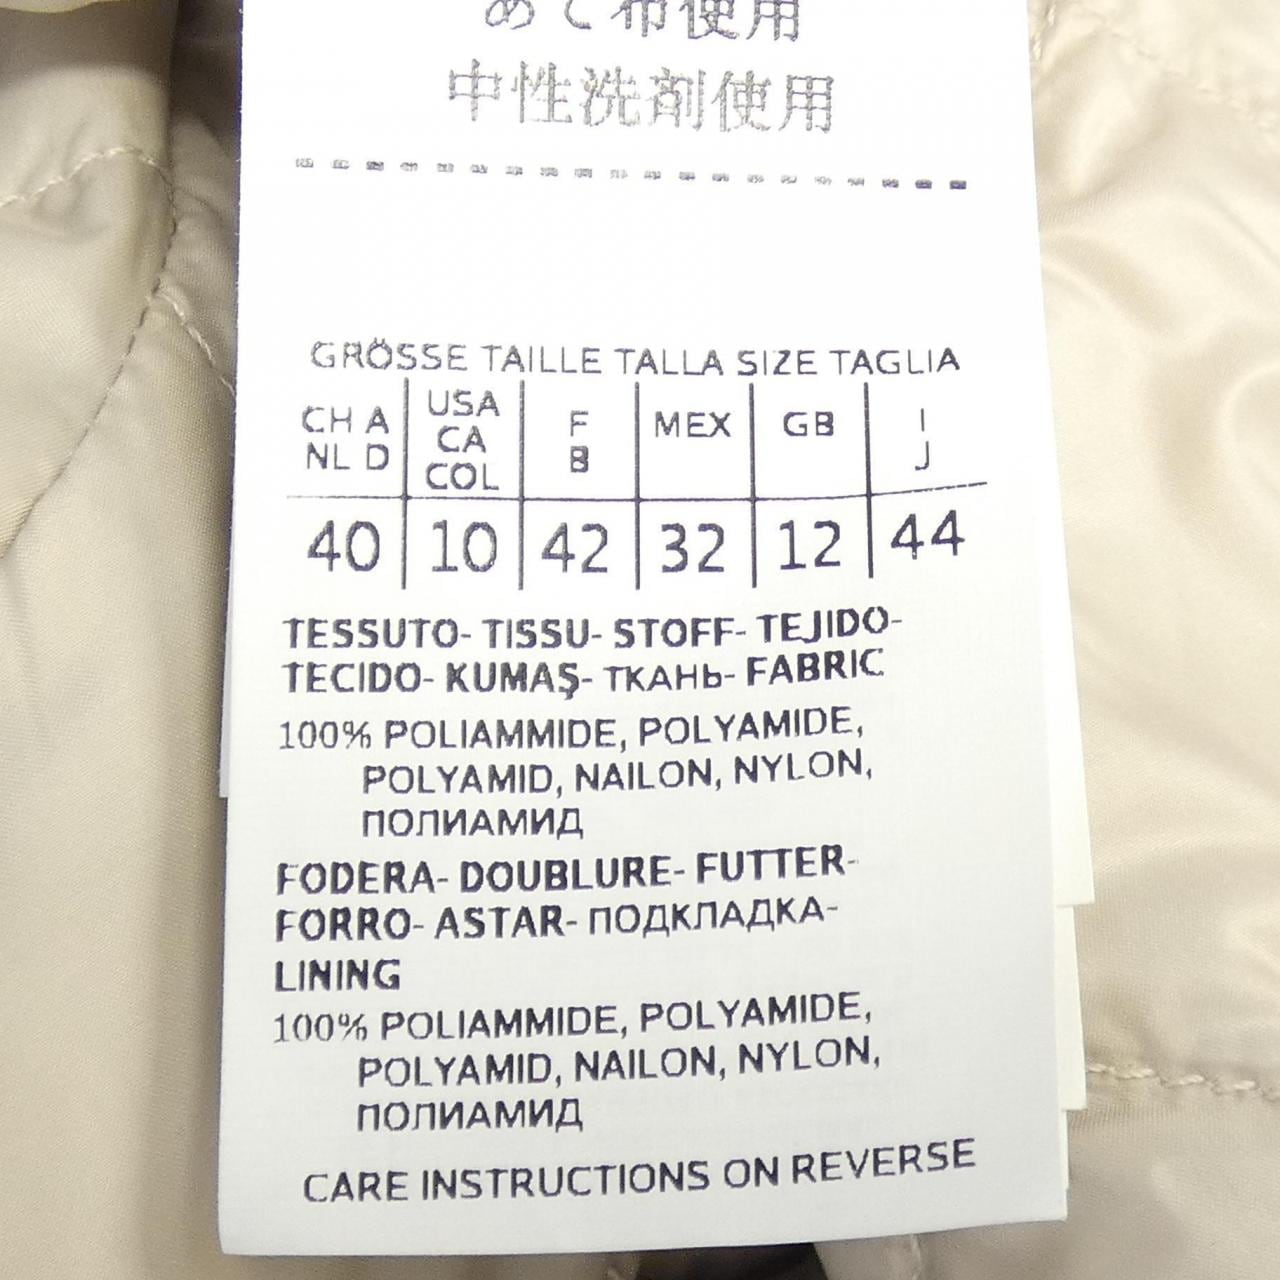 あて布使用
中性洗剤使用
GRÖSSE TAILLE TALLA SIZE TAGLIA
CH A NL D | USA CA COL | F B | MEX | GB | I J
40 | 10 | 42 | 32 | 12 | 44
TESSUTO- TISSU- STOFF- TEJIDO-
TECIDO- KUMAŞ- ТКАНЬ- FABRIC
100% POLIAMMIDE, POLYAMIDE,
POLYAMID, NAILON, NYLON,
ПОЛИАМИД
FODERA- DOUBLURE- FUTTER-
FORRO- ASTAR- ПОДКЛАДКА-
LINING
100% POLIAMMIDE, POLYAMIDE,
POLYAMID, NAILON, NYLON,
ПОЛИАМИД
CARE INSTRUCTIONS ON REVERSE